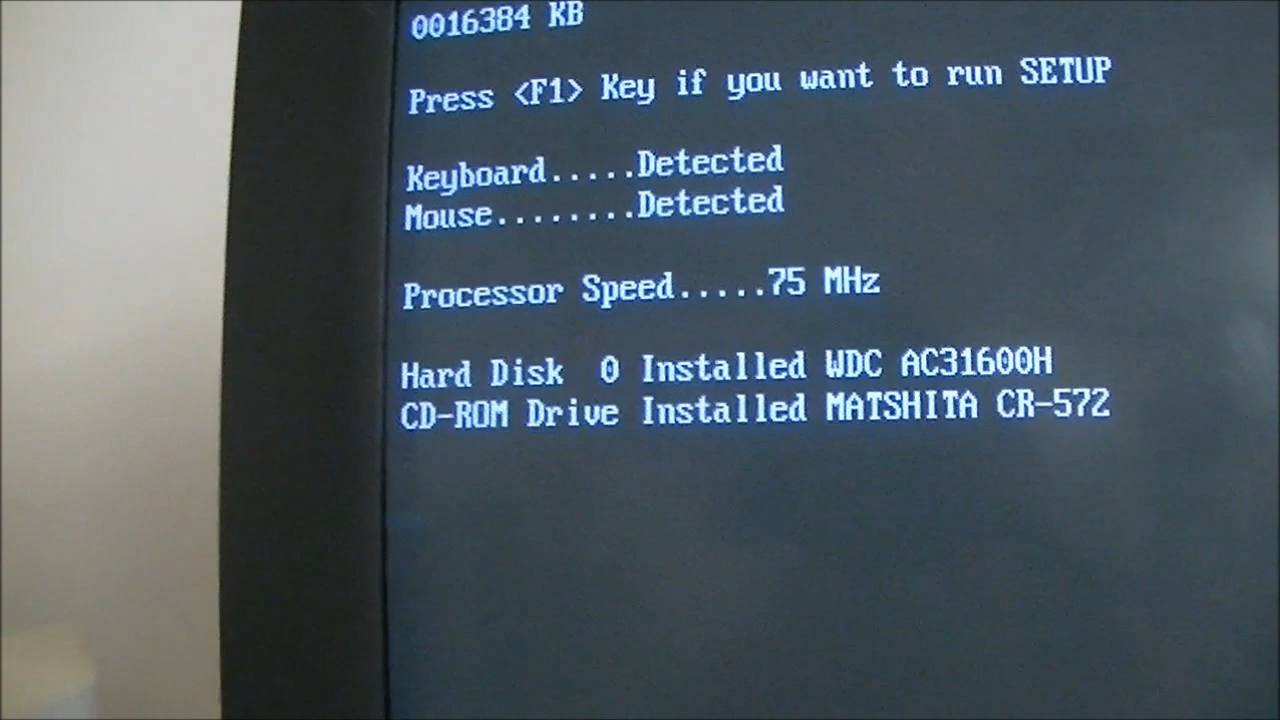 0016384 KB
Press <F1> Key if you want to run SETUP
Keyboard.....Detected
Mouse........Detected
Processor Speed.....75 MHz
Hard Disk  0 Installed WDC AC31600H
CD-ROM Drive Installed MATSHITA CR-572